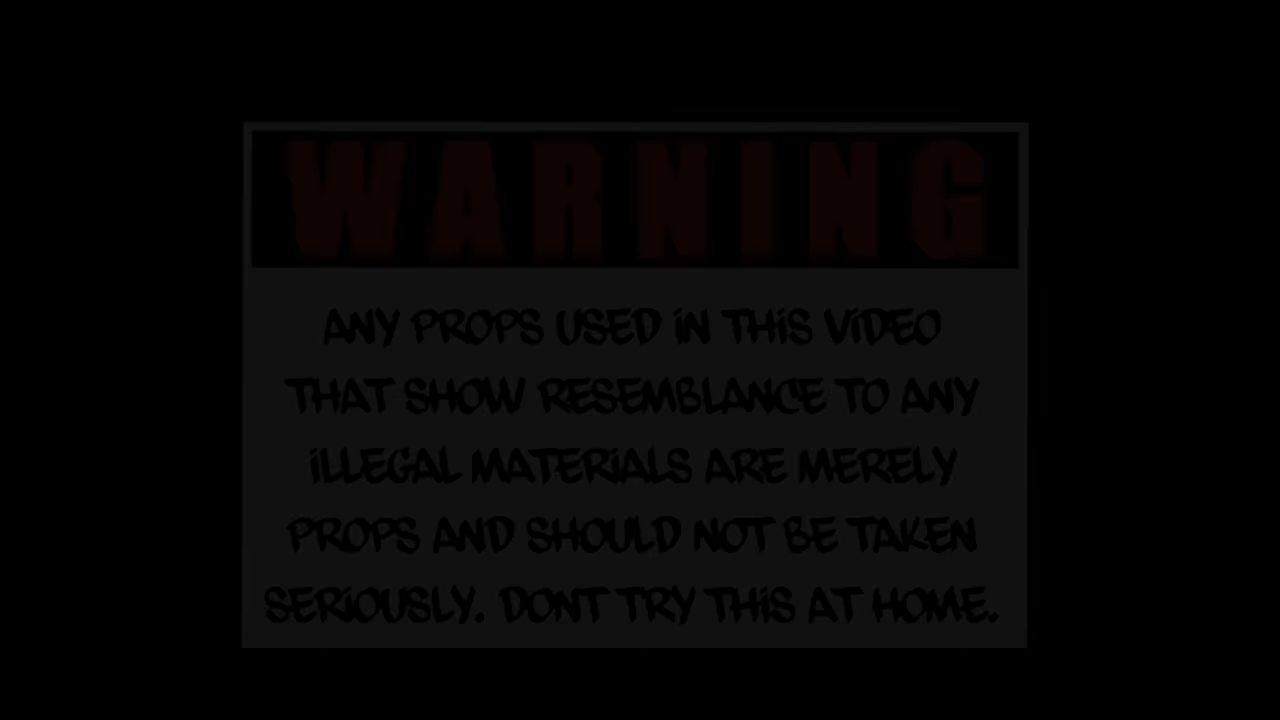 WARNING
ANY PROPS USED iN THiS ViDEO
THAT SHOW RESEMBLANCE TO ANY
iLLEGAL MATERiALS ARE MERELY
PROPS AND SHOULD NOT BE TAKEN
SERiOUSLY. DONT TRY THiS AT HOME.